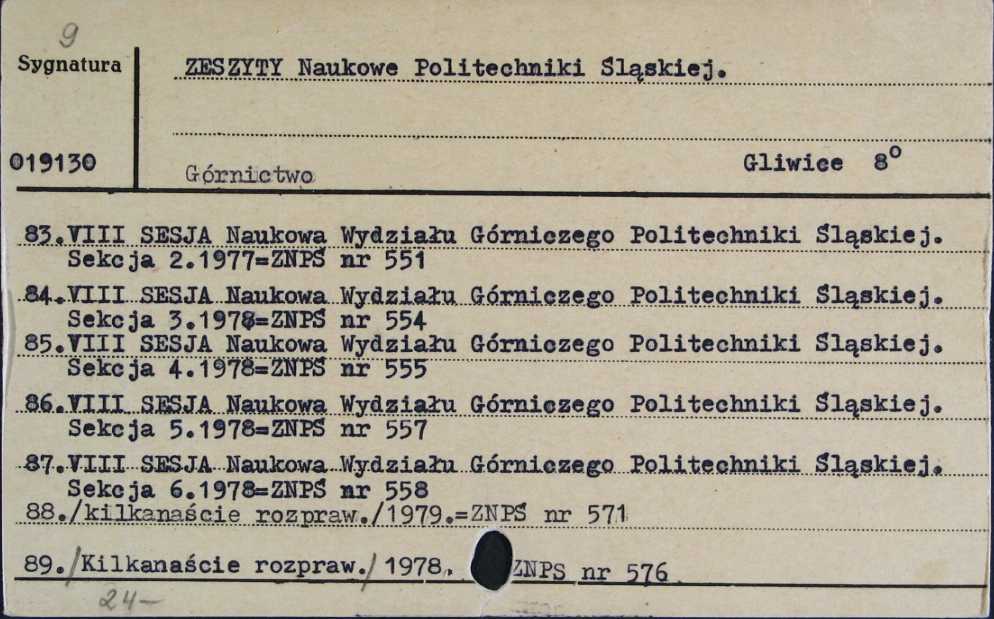 9
Sygnatura
ZESZYTY Naukowe Politechniki Śląskiej.
019130
Górnictwo
Gliwice 8°
83.VIII SESJA Naukowa Wydziału Górniczego Politechniki Śląskiej.
Sekcja 2.1977=ZNPŚ nr 551
84.VIII SESJA Naukowa Wydziału Górniczego Politechniki Śląskiej.
Sekcja 3.1978=ZNPŚ nr 554
85.VIII SESJA Naukowa Wydziału Górniczego Politechniki Śląskiej.
Sekcja 4.1978=ZNPŚ nr 555
86.VIII SESJA Naukowa Wydziału Górniczego Politechniki Śląskiej.
Sekcja 5.1978=ZNPŚ nr 557
87.VIII SESJA Naukowa Wydziału Górniczego Politechniki Śląskiej.
Sekcja 6.1978=ZNPŚ nr 558
88./kilkanaście rozpraw./1979.=ZNPŚ nr 571
89./Kilkanaście rozpraw./ 1978. ZNPS nr 576
24-